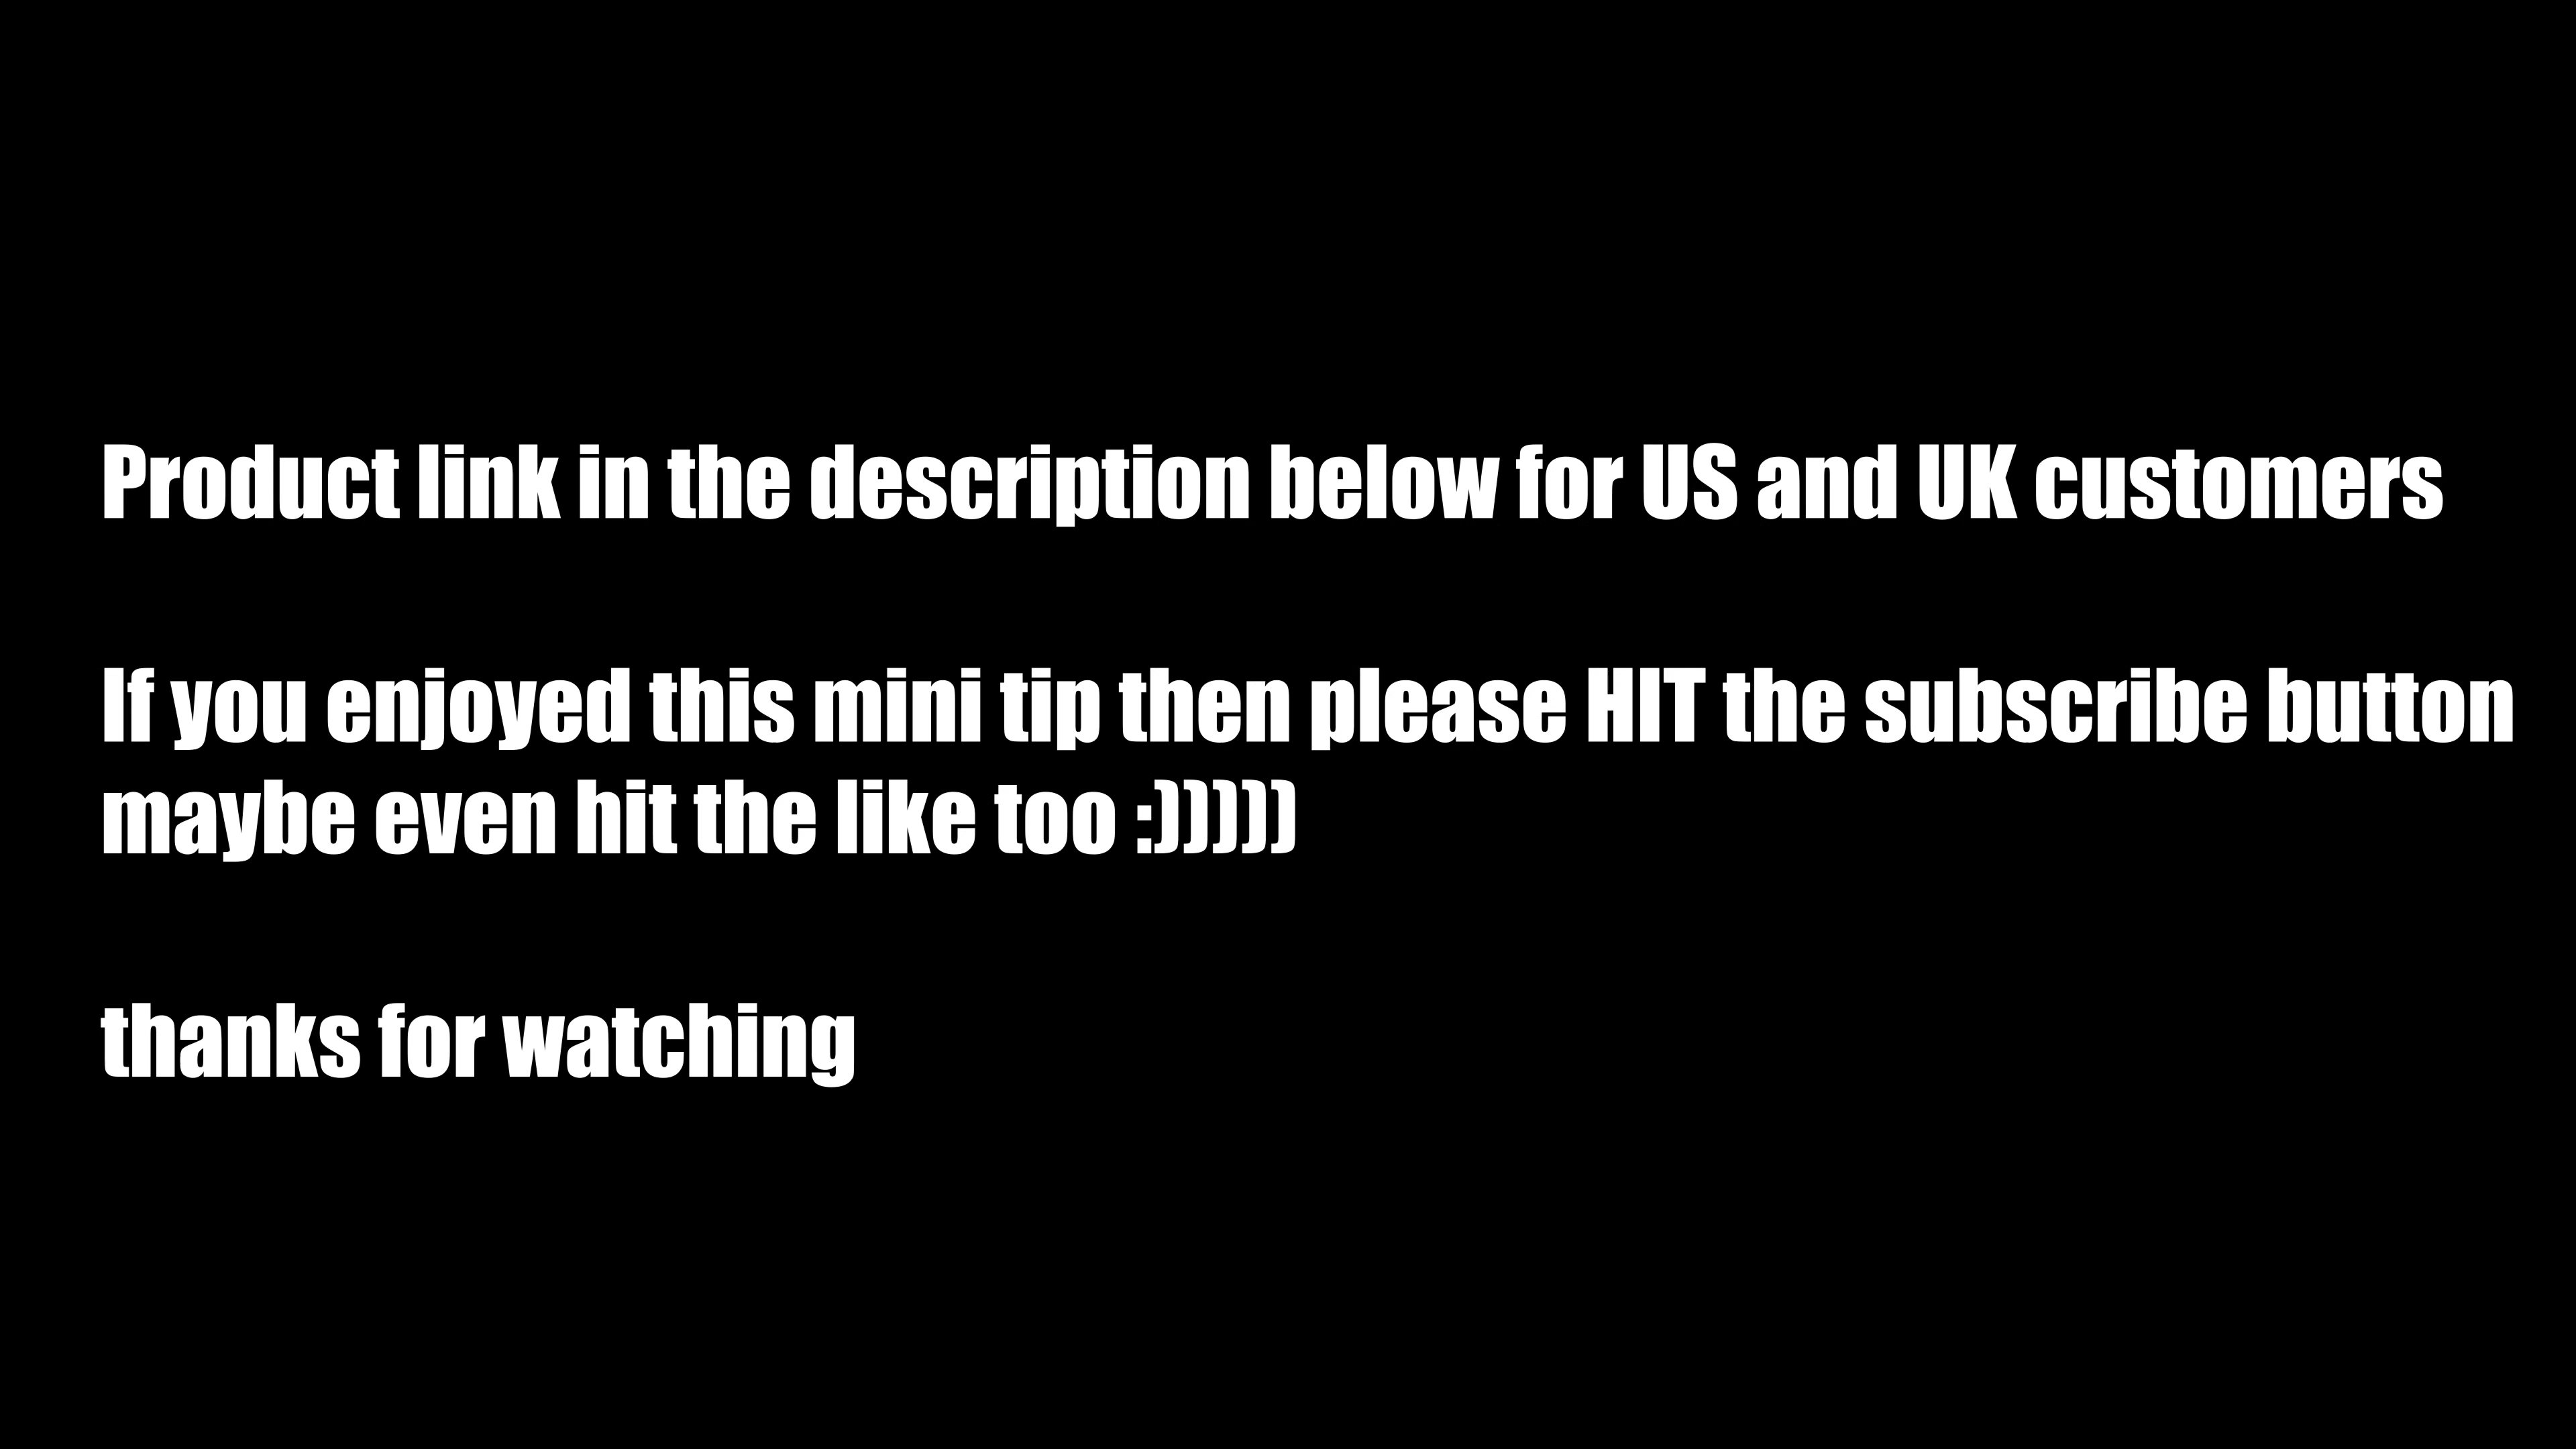 Product link in the description below for US and UK customers
If you enjoyed this mini tip then please HIT the subscribe button
maybe even hit the like too :)))))
thanks for watching